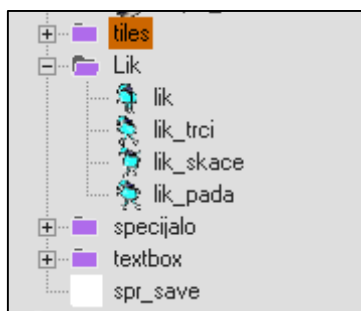 tiles
Lik
lik
lik_trci
lik_skace
lik_pada
specijalo
textbox
spr_save